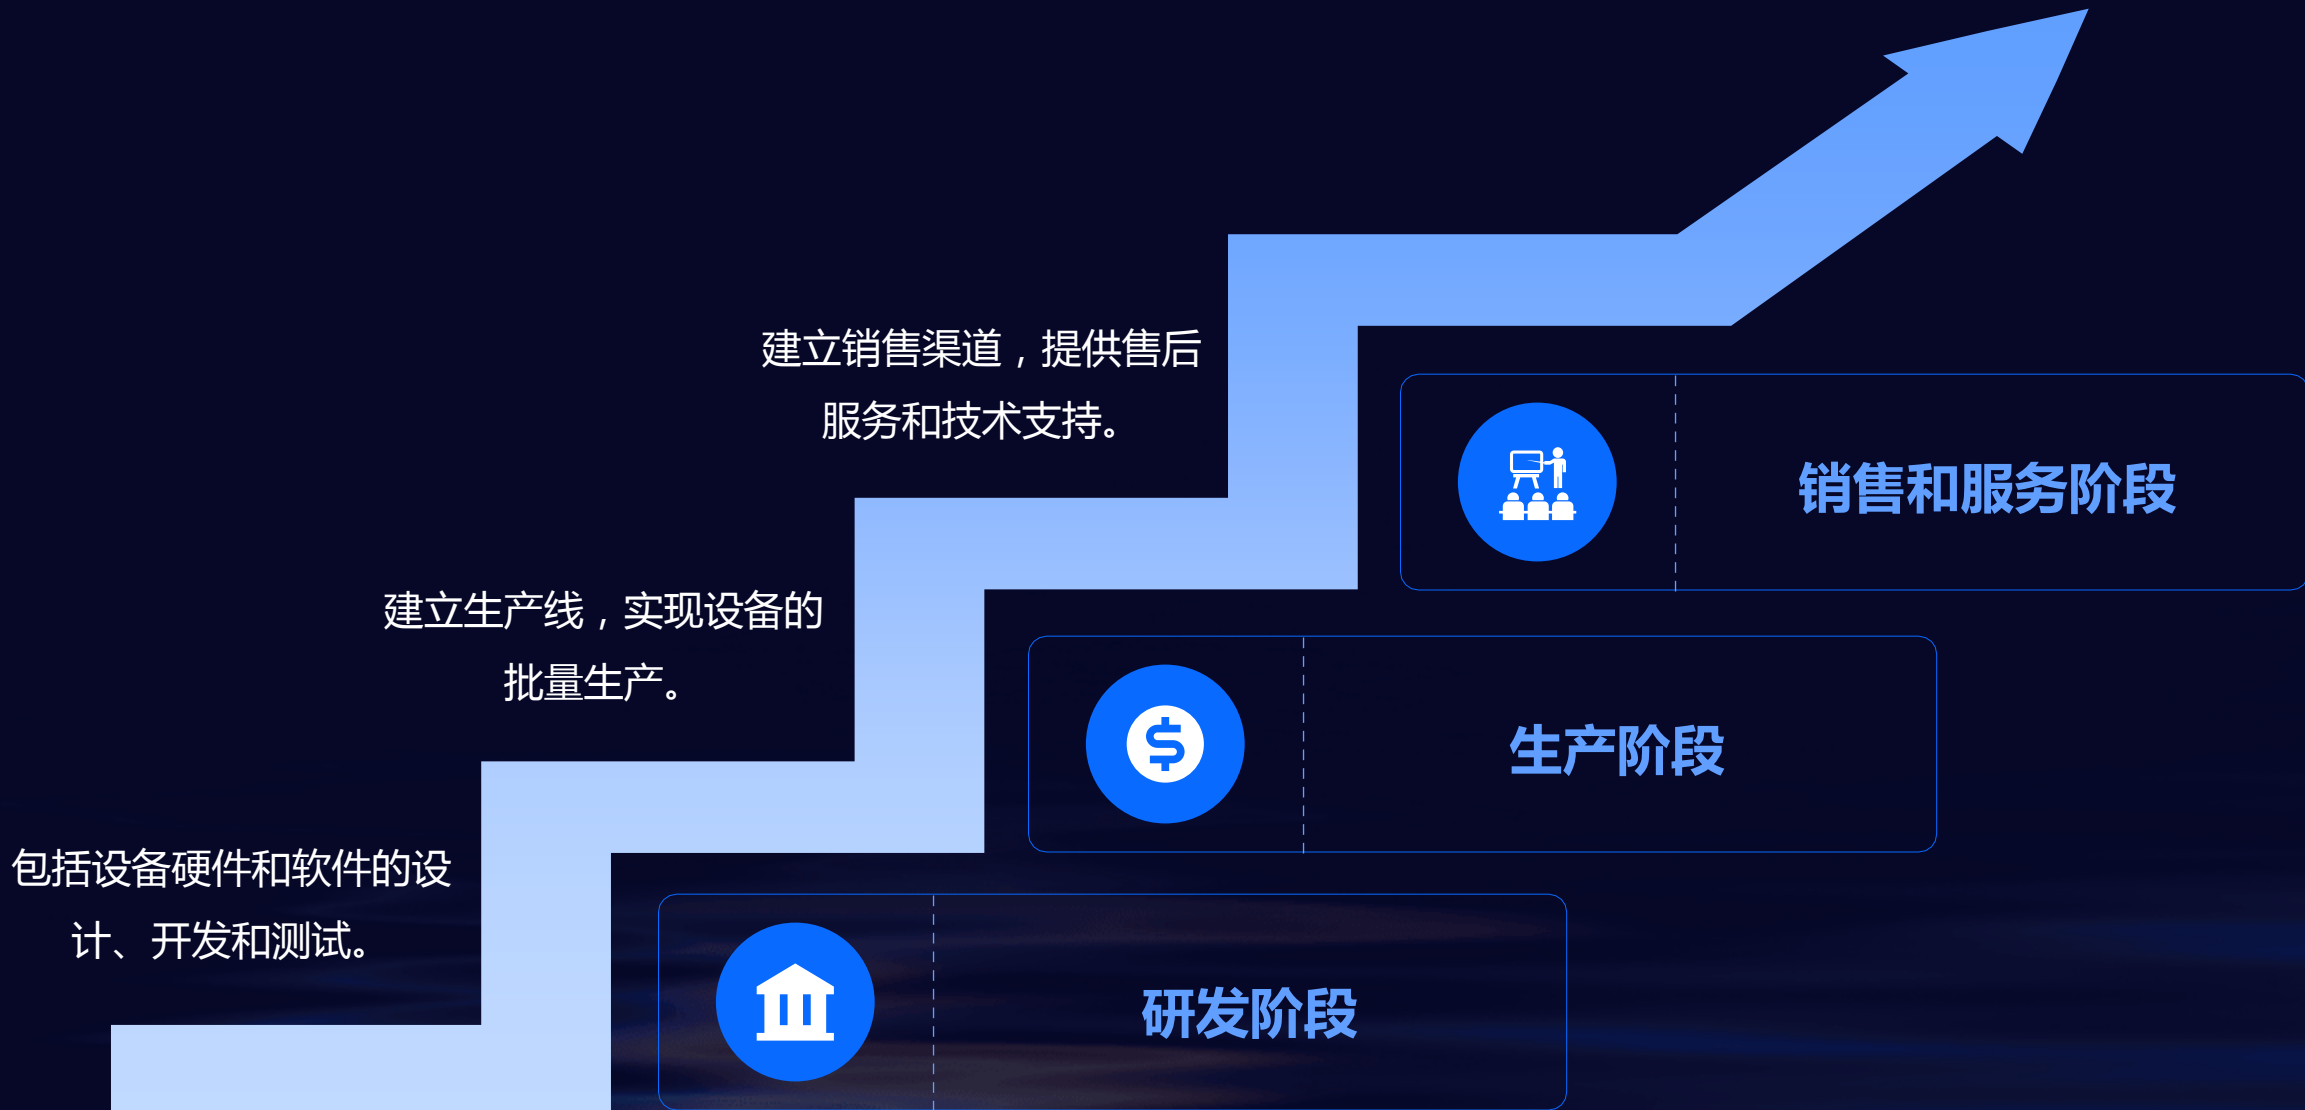 建立销售渠道，提供售后
服务和技术支持。
销售和服务阶段
建立生产线，实现设备的
批量生产。
生产阶段
包括设备硬件和软件的设
计、开发和测试。
研发阶段